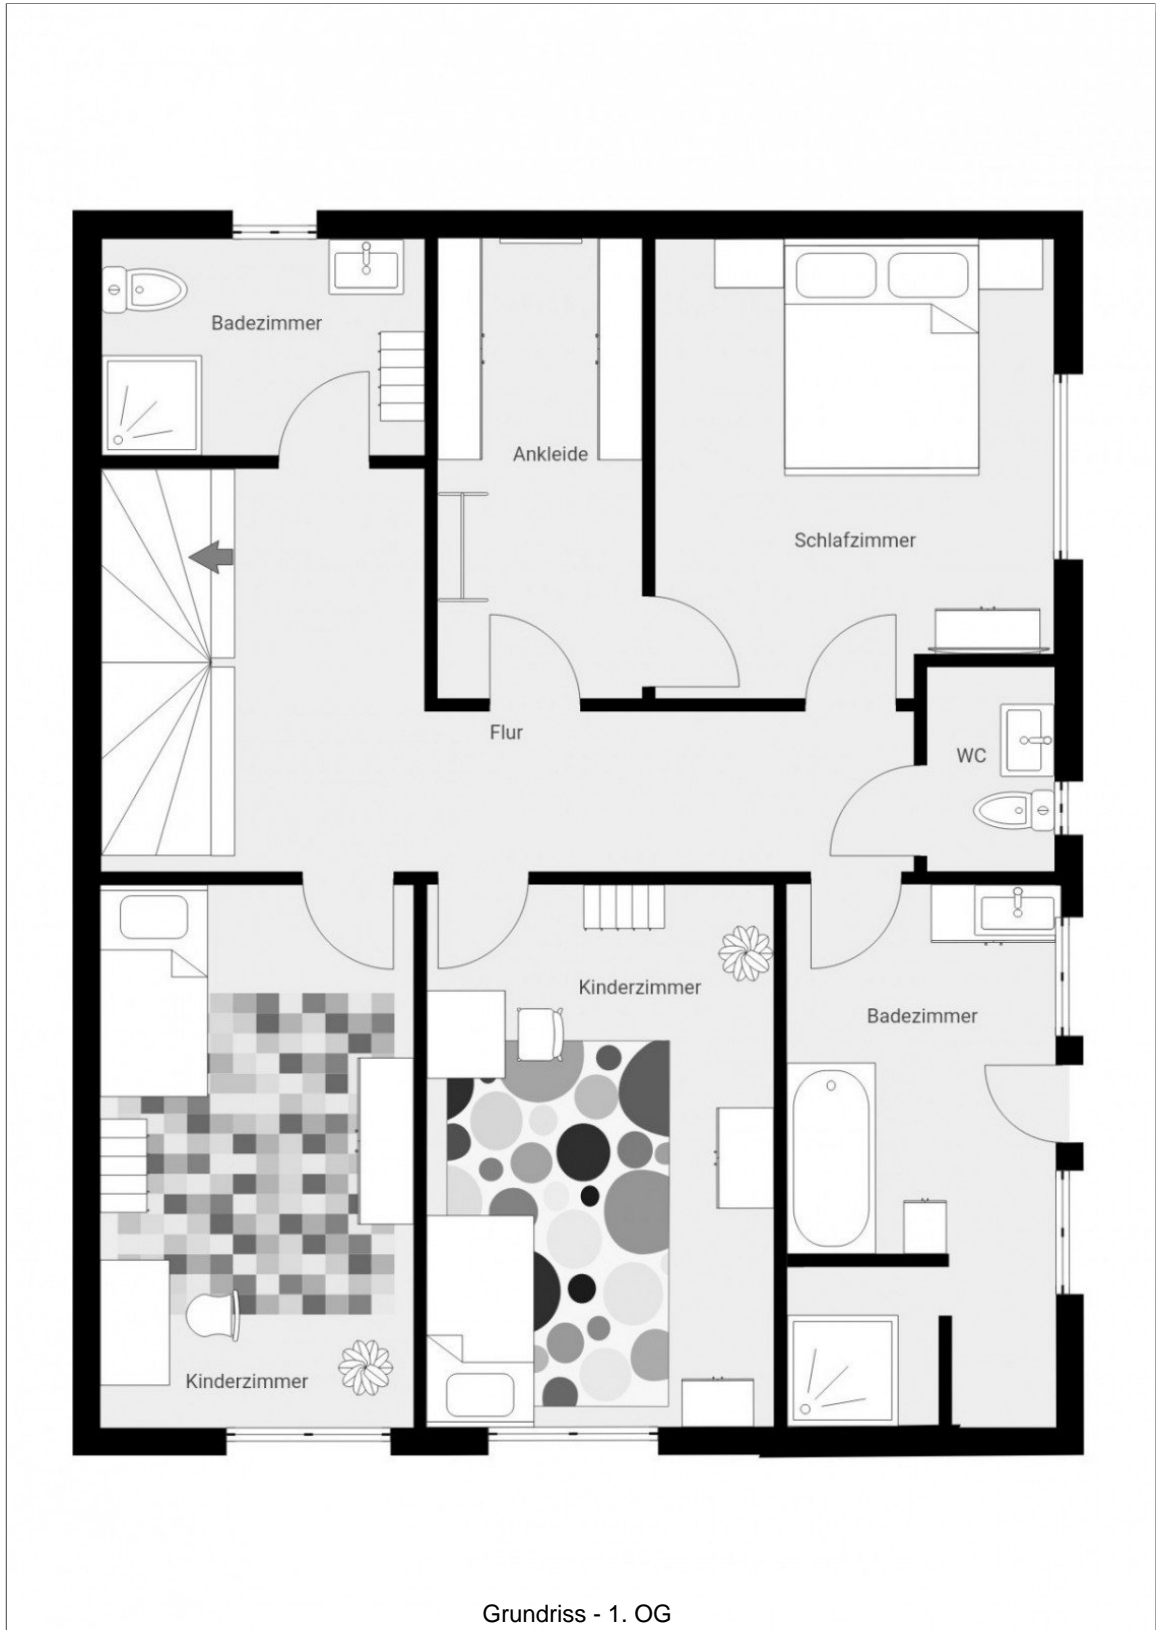 Badezimmer
Ankleide
Schlafzimmer
Flur
WC
Kinderzimmer
Badezimmer
Kinderzimmer
Grundriss - 1. OG